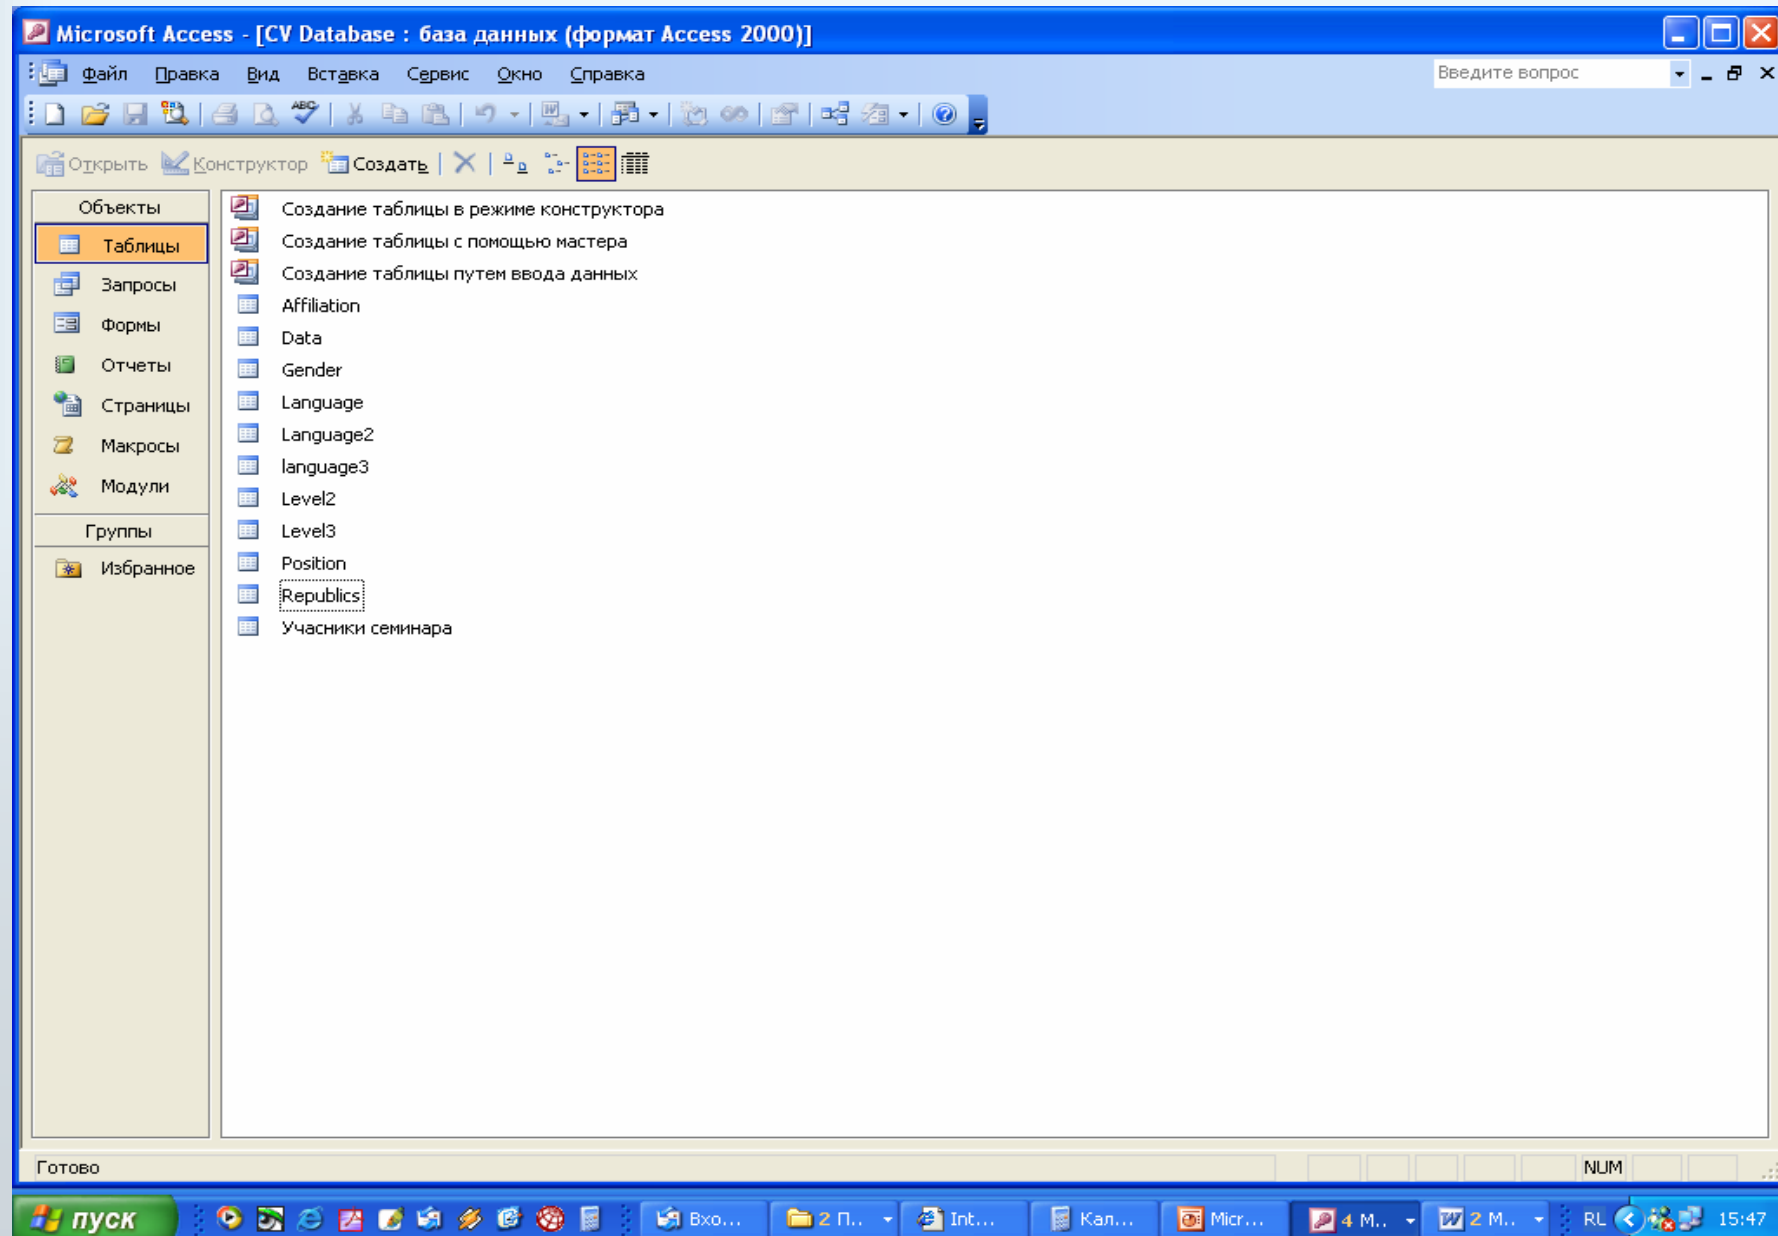 Microsoft Access - [CV Database : база данных (формат Access 2000)]
Файл Правка Вид Вставка Сервис Окно Справка Введите вопрос
Открыть Конструктор Создать
Объекты
Таблицы
Запросы
Формы
Отчеты
Страницы
Макросы
Модули
Группы
Избранное
Создание таблицы в режиме конструктора
Создание таблицы с помощью мастера
Создание таблицы путем ввода данных
Affiliation
Data
Gender
Language
Language2
language3
Level2
Level3
Position
Republics
Учасники семинара
Готово NUM
пуск Вхо... 2 П.. Int... Кал... Micr... 4 М.. 2 М.. RL 15:47